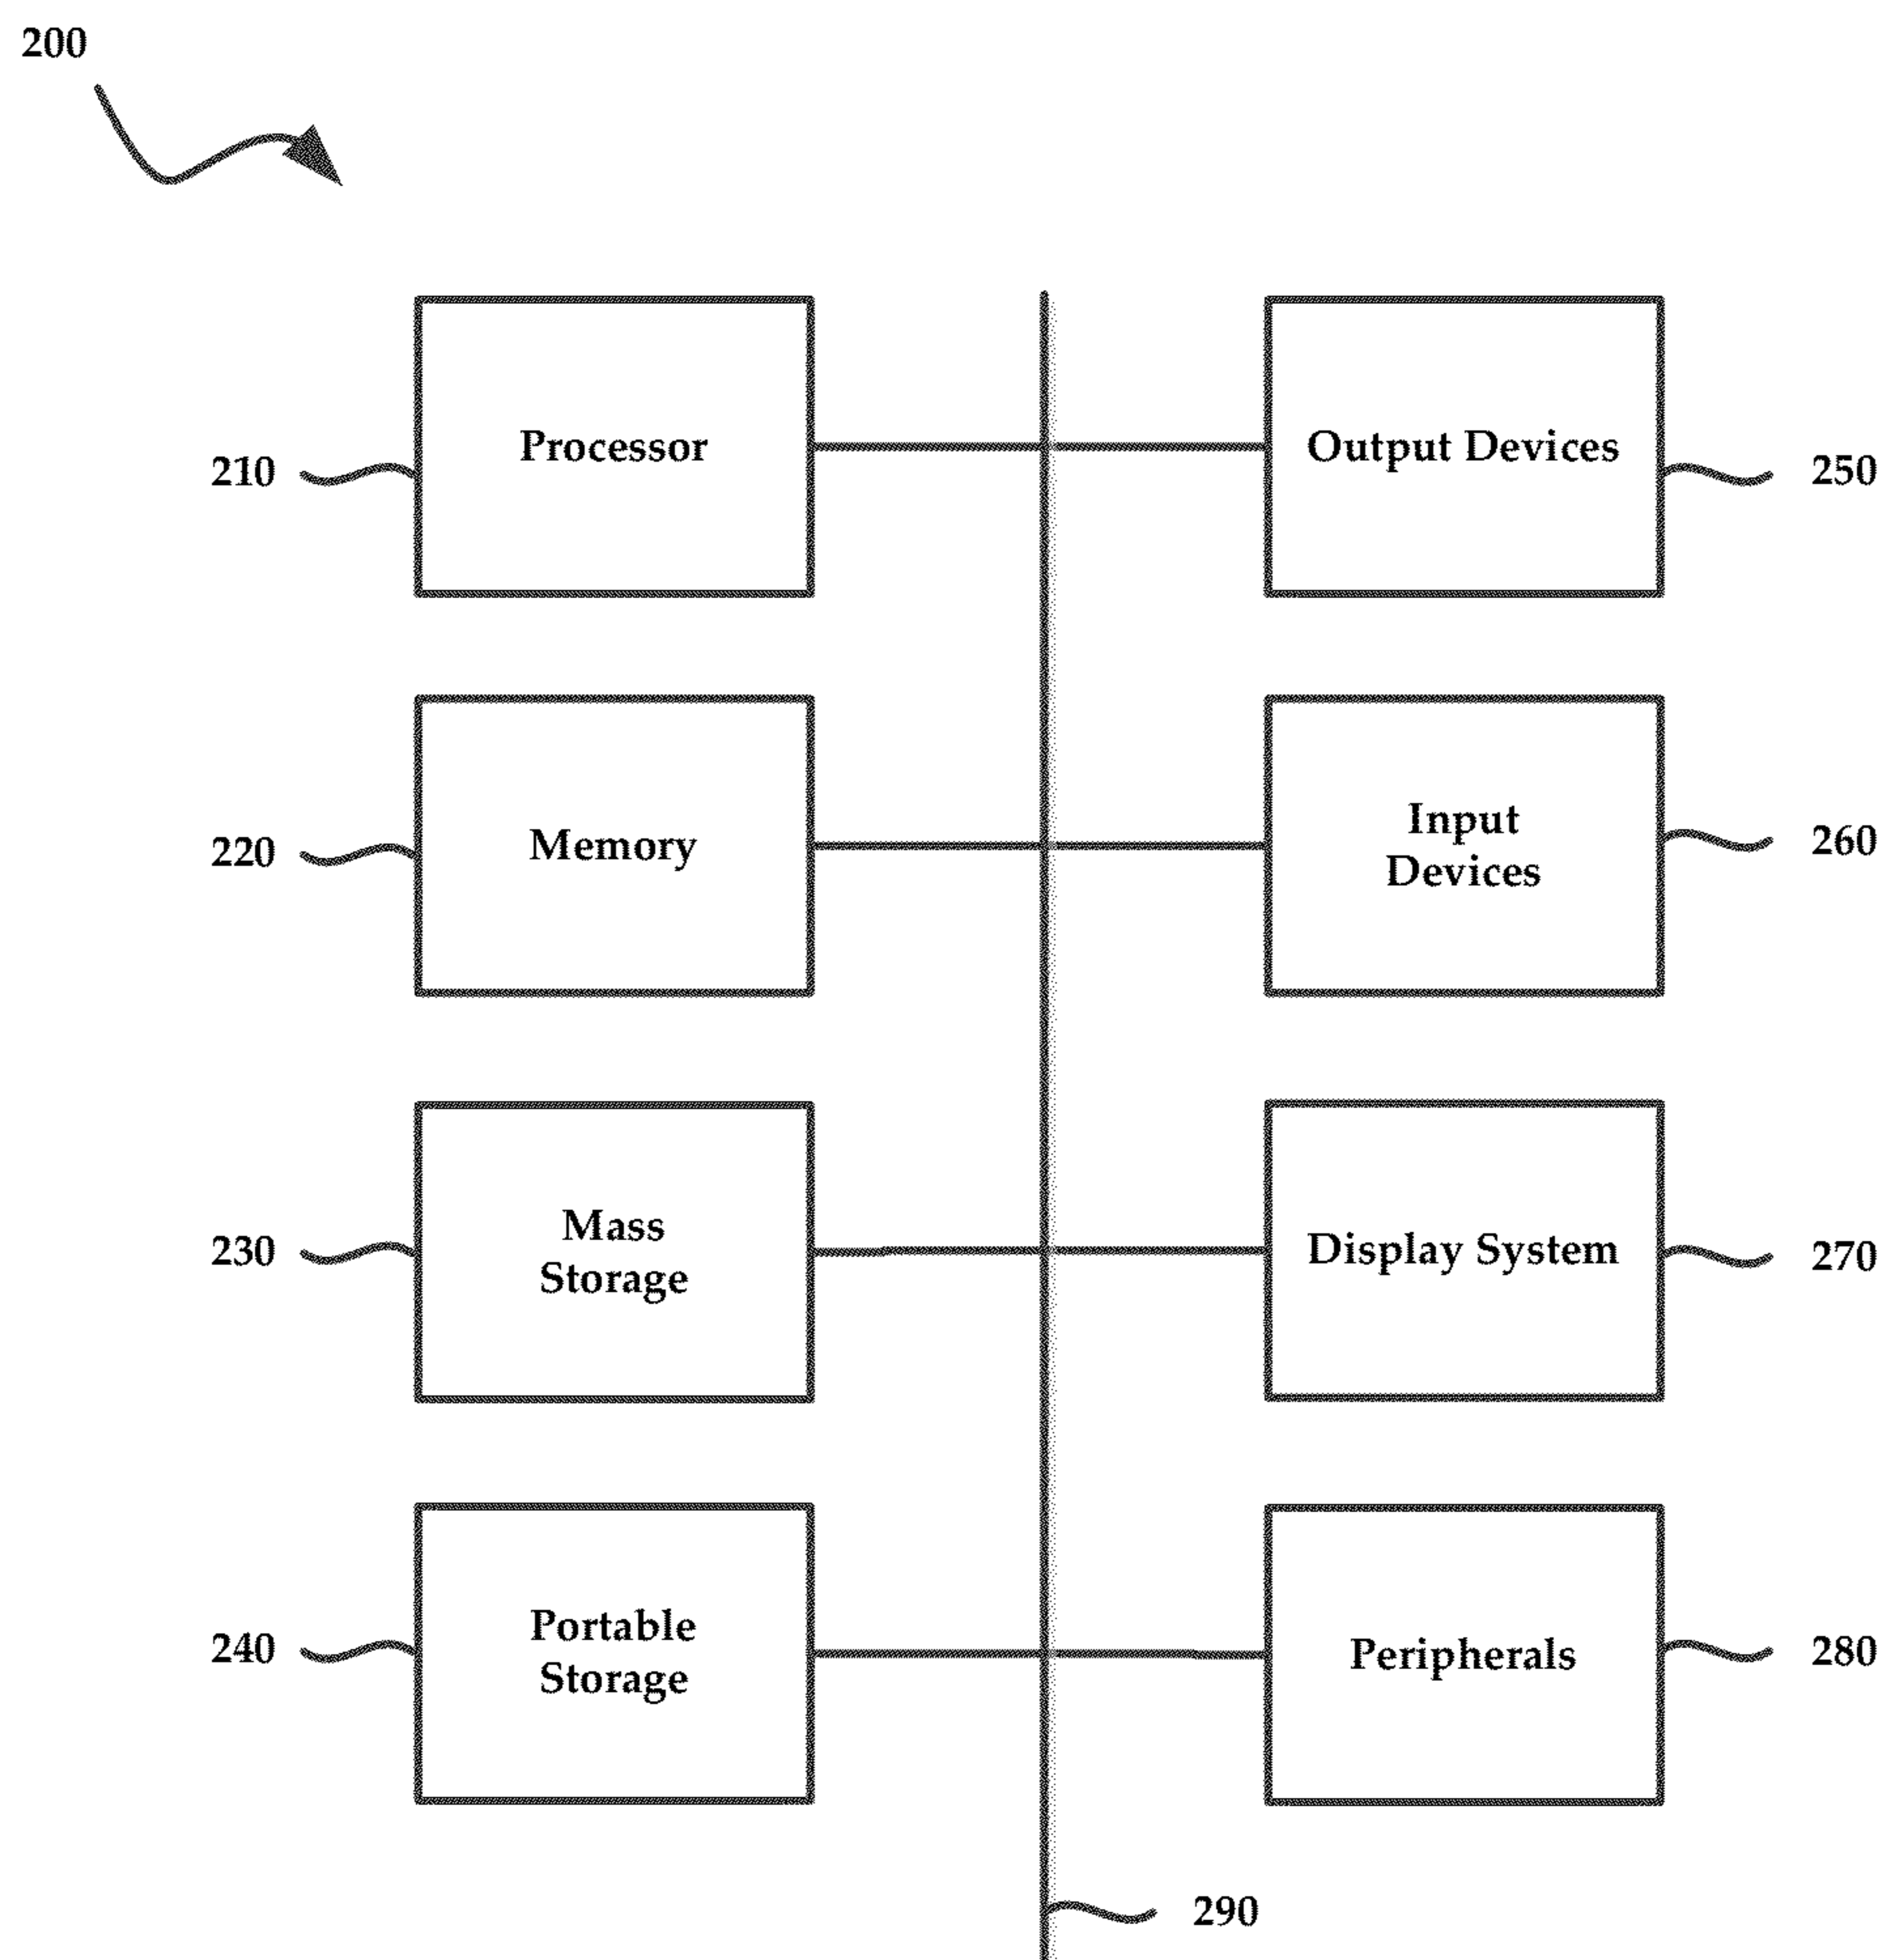 200
Processor
Output Devices
210
250
Memory
Input
Devices
220
260
Mass
Storage
Display System
230
270
Portable
Storage
Peripherals
240
280
290